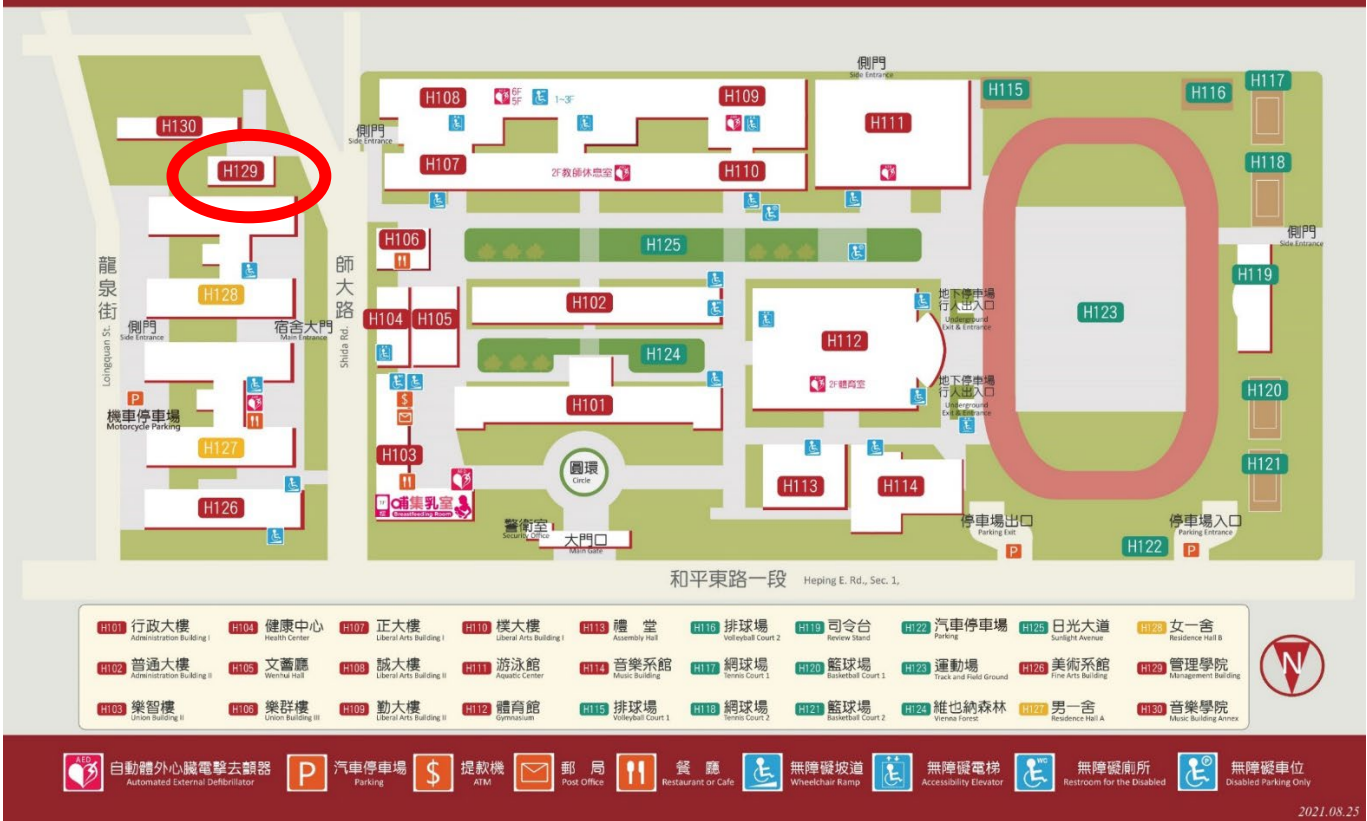 側門
Side Entrance
H117
H108
6F
5F
1~3F
H109
H115
H116
H130
H111
側門
Side Entrance
H129
H107
2F教師休息室
H110
H118
H106
H125
側門
Side Entrance
龍泉街
Loingquan St.
師大路
Shida Rd.
H119
H128
H102
地下停車場
行人出入口
Underground
Exit & Entrance
側門
Side Entrance
宿舍大門
Main Entrance
H104
H105
H123
H112
H124
2F體育室
地下停車場
行人出入口
Underground
Exit & Entrance
P
機車停車場
Motorcycle Parking
$
H101
H120
H127
H103
AED
圓環
Circle
H121
哺集乳室
Breastfeeding Room
H113
H114
H126
警衛室
Security Office
大門口
Main Gate
停車場出口
Parking Exit
P
H122
停車場入口
Parking Entrance
P
和平東路一段 Heping E. Rd., Sec. 1,
H101 行政大樓 H104 健康中心 H107 正大樓 H110 樸大樓 H113 禮 堂 H116 排球場 H119 司令台 H122 汽車停車場 H125 日光大道 H128 女一舍
Administration Building I Health Center Liberal Arts Building I Liberal Arts Building I Assembly Hall Volleyball Court 2 Review Stand Parking Sunlight Avenue Residence Hall B
H102 普通大樓 H105 文薈廳 H108 誠大樓 H111 游泳館 H114 音樂系館 H117 網球場 H120 籃球場 H123 運動場 H126 美術系館 H129 管理學院
Administration Building II Wenhui Hall Liberal Arts Building II Aquatic Center Music Building Tennis Court 1 Basketball Court 1 Track and Field Ground Fine Arts Building Management Building
H103 樂智樓 H106 樂群樓 H109 勤大樓 H112 體育館 H115 排球場 H118 網球場 H121 籃球場 H124 維也納森林 H127 男一舍 H130 音樂學院
Union Building II Union Building III Liberal Arts Building II Gymnasium Volleyball Court 1 Tennis Court 2 Basketball Court 2 Vienna Forest Residence Hall A Music Building Annex
N
AED 自動體外心臟電擊去顫器 P 汽車停車場 $ 提款機 郵 局 餐 廳 無障礙坡道 無障礙電梯 WC 無障礙廁所 P 無障礙車位
Automated External Defibrillator Parking ATM Post Office Restaurant or Cafe Wheelchair Ramp Accessibility Elevator Restroom for the Disabled Disabled Parking Only
2021.08.25